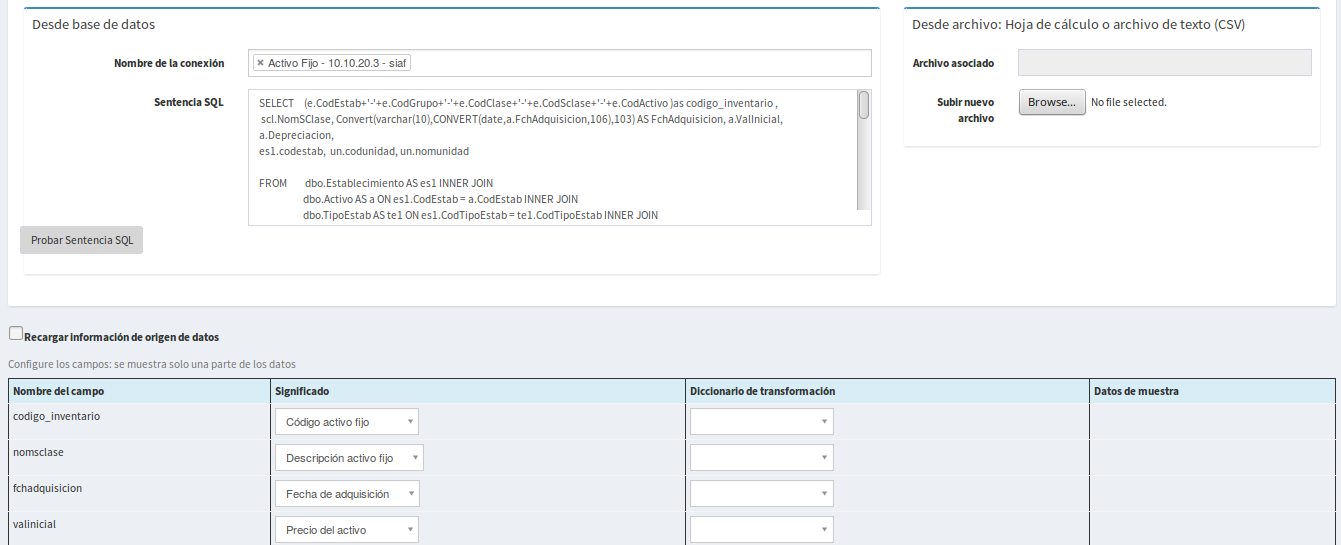 Desde base de datos
Nombre de la conexión
× Activo Fijo - 10.10.20.3 - siaf
Sentencia SQL
SELECT (e.CodEstab+'-'+e.CodGrupo+'-'+e.CodClase+'-'+e.CodSclase+'-'+e.CodActivo )as codigo_inventario ,
scl.NomSClase, Convert(varchar(10),CONVERT(date,a.FchAdquisicion,106),103) AS FchAdquisicion, a.ValInicial,
a.Depreciacion,
es1.codestab, un.codunidad, un.nomunidad
FROM dbo.Establecimiento AS es1 INNER JOIN
dbo.Activo AS a ON es1.CodEstab = a.CodEstab INNER JOIN
dbo.TipoEstab AS te1 ON es1.CodTipoEstab = te1.CodTipoEstab INNER JOIN
Probar Sentencia SQL
Desde archivo: Hoja de cálculo o archivo de texto (CSV)
Archivo asociado
Subir nuevo
archivo
Browse... No file selected.
Recargar información de origen de datos
Configure los campos: se muestra solo una parte de los datos
Nombre del campo Significado Diccionario de transformación Datos de muestra
codigo_inventario Código activo fijo
nomsclase Descripción activo fijo
fchadquisicion Fecha de adquisición
valinicial Precio del activo